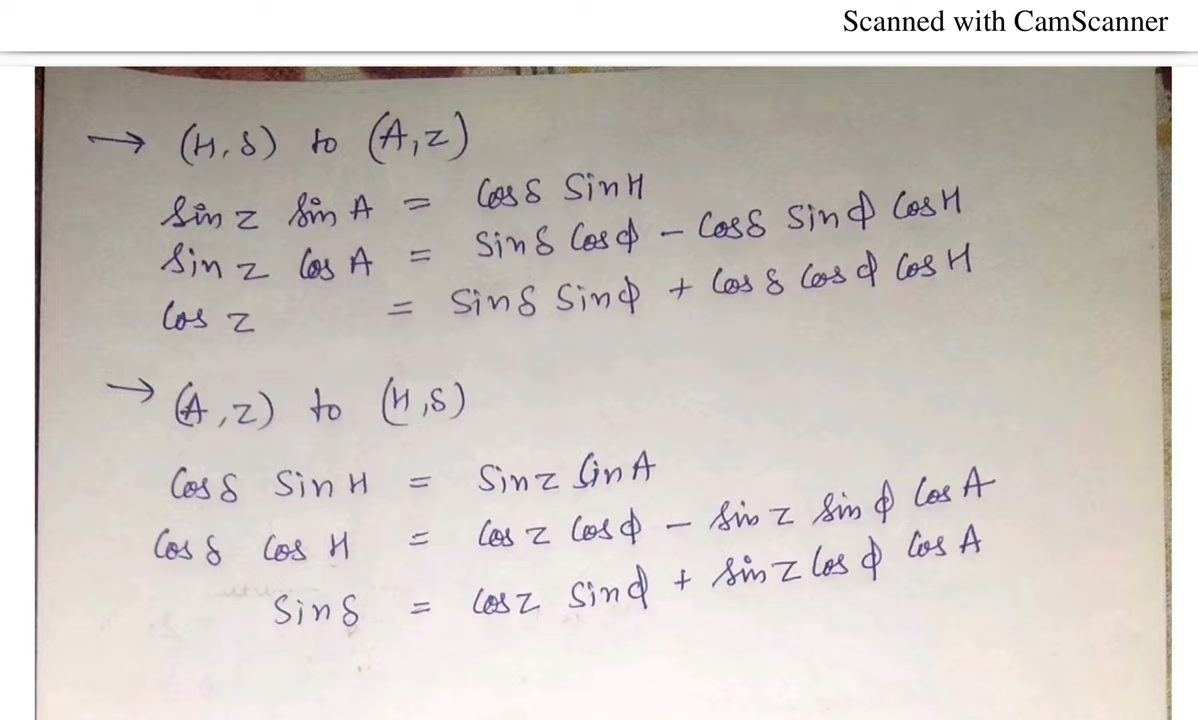 Scanned with CamScanner
→ (H, δ) to (A, z)
Sin z Sin A = Cos δ Sin H
Sin z Cos A = Sin δ Cos ϕ − Cos δ Sin ϕ Cos H
Cos z = Sin δ Sin ϕ + Cos δ Cos ϕ Cos H
→ (A, z) to (H, δ)
Cos δ Sin H = Sin z Sin A
Cos δ Cos H = Cos z Cos ϕ − Sin z Sin ϕ Cos A
Sin δ = Cos z Sin ϕ + Sin z Cos ϕ Cos A